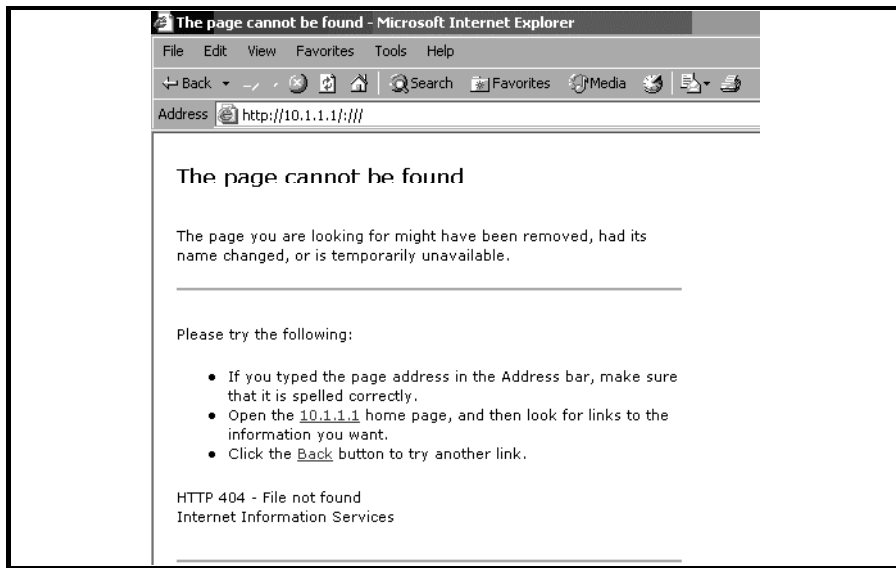 The page cannot be found - Microsoft Internet Explorer
File Edit View Favorites Tools Help
Back Search Favorites Media
Address http://10.1.1.1/:///
The page cannot be found
The page you are looking for might have been removed, had its
name changed, or is temporarily unavailable.
Please try the following:
• If you typed the page address in the Address bar, make sure
that it is spelled correctly.
• Open the 10.1.1.1 home page, and then look for links to the
information you want.
• Click the Back button to try another link.
HTTP 404 - File not found
Internet Information Services